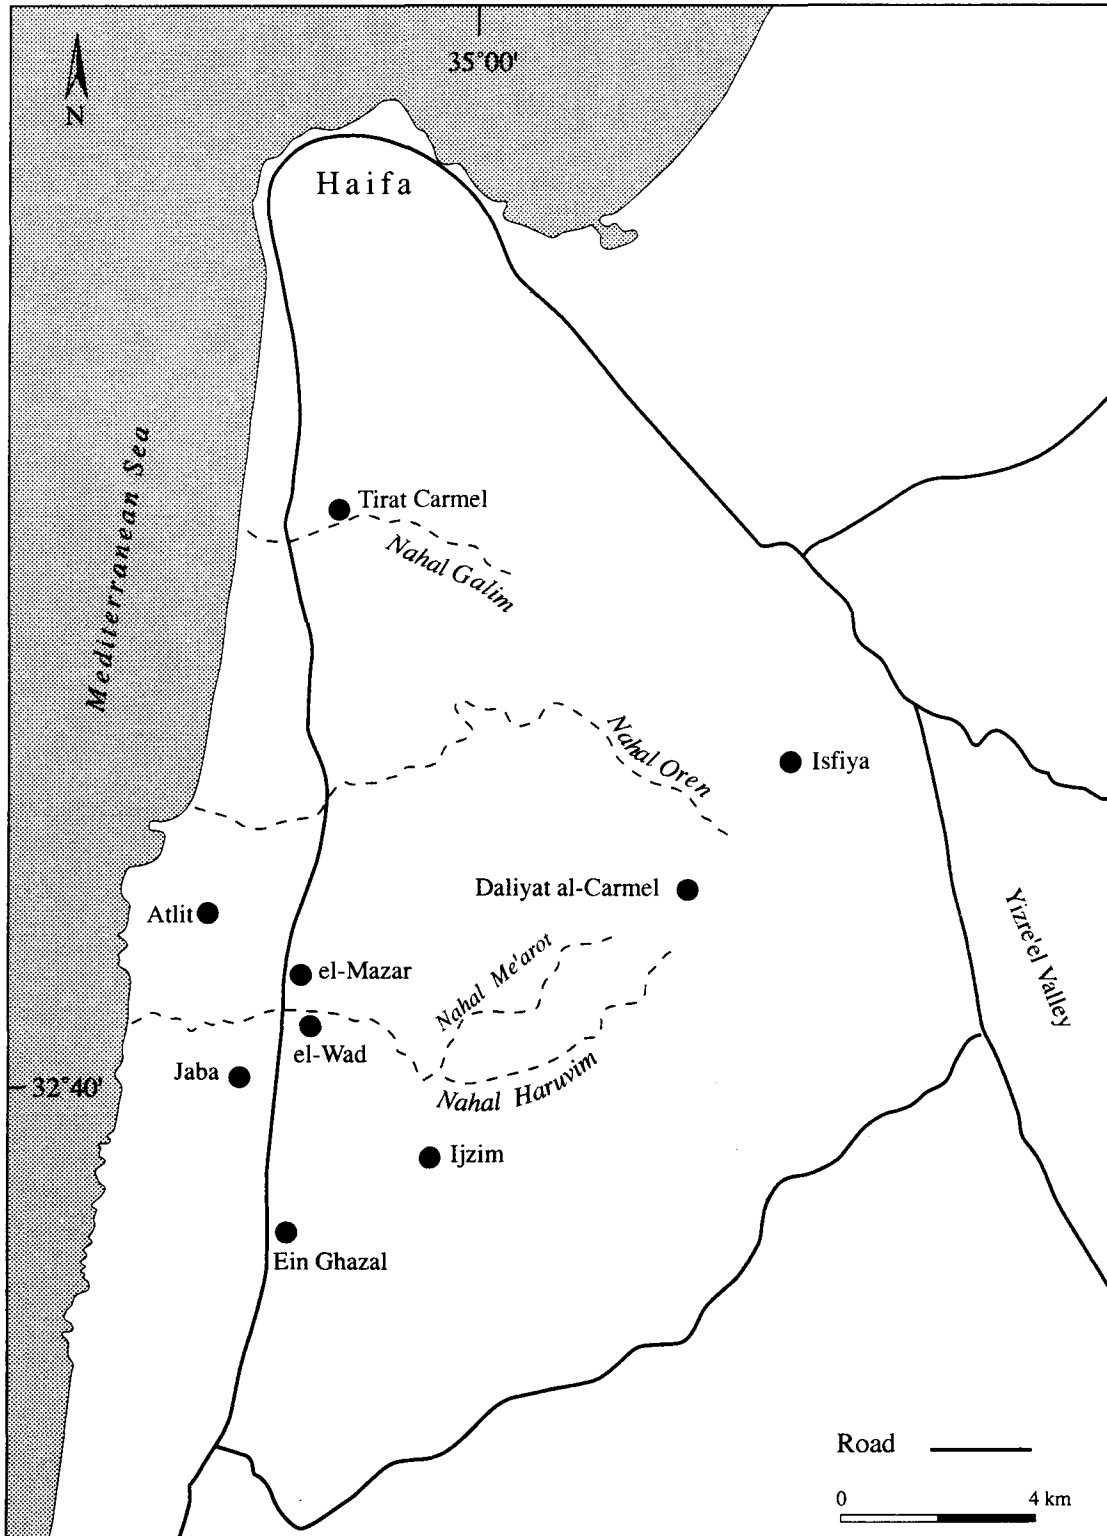 35°00'
N
Haifa
Mediterranean Sea
Tirat Carmel
Nahal Galim
Nahal Oren
Isfiya
Daliyat al-Carmel
Atlit
Yizre'el Valley
Nahal Me'arot
el-Mazar
el-Wad
Jaba
32°40'
Nahal Haruvim
Ijzim
Ein Ghazal
Road
0 4 km